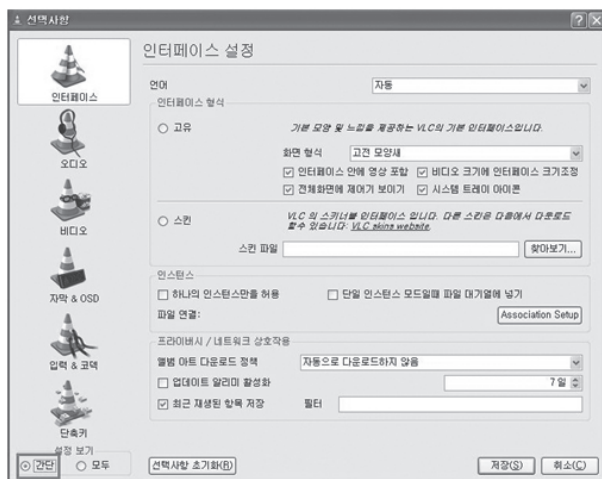 선택사항
인터페이스
오디오
비디오
자막 & OSD
입력 & 코덱
단축키
설정 보기
간단 모두
인터페이스 설정
언어 자동
인터페이스 형식
고유 기본 모양 및 느낌을 제공하는 VLC의 기본 인터페이스입니다.
화면 형식 고전 모양새
인터페이스 안에 영상 포함 비디오 크기에 인터페이스 크기조정
전체화면에 제어기 보이기 시스템 트레이 아이콘
스킨 VLC 의 스키너블 인터페이스 입니다. 다른 스킨은 다음에서 다운로드
할수 있습니다: VLC skins website.
스킨 파일 찾아보기...
인스턴스
하나의 인스턴스만을 허용 단일 인스턴스 모드일때 파일 대기열에 넣기
파일 연결: Association Setup
프라이버시 / 네트워크 상호작용
앨범 아트 다운로드 정책 자동으로 다운로드하지 않음
업데이트 알리미 활성화 7 일
최근 재생된 항목 저장 필터
선택사항 초기화(R) 저장(S) 취소(C)